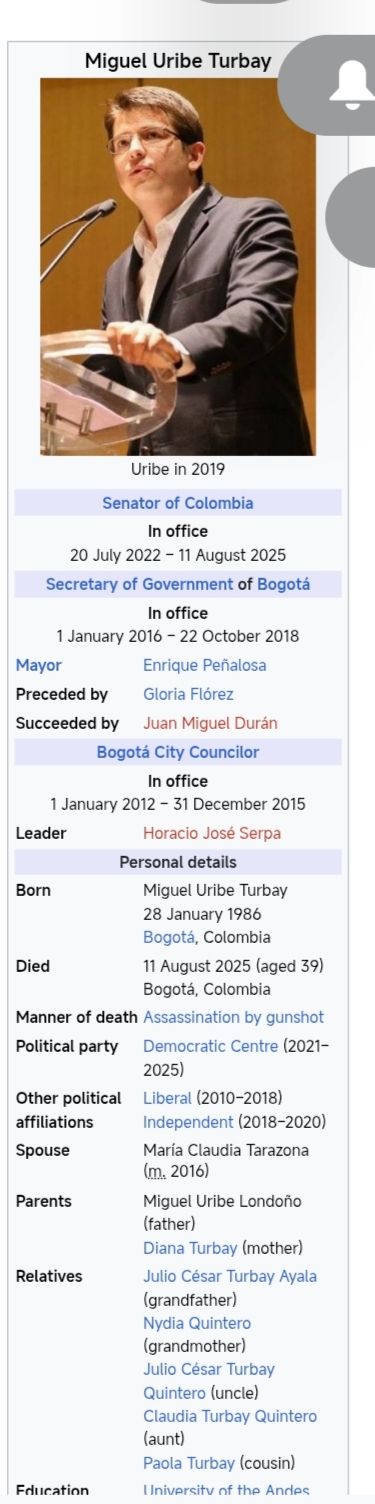 Miguel Uribe Turbay
Uribe in 2019
Senator of Colombia
In office
20 July 2022 – 11 August 2025
Secretary of Government of Bogotá
In office
1 January 2016 – 22 October 2018
Mayor Enrique Peñalosa
Preceded by Gloria Flórez
Succeeded by Juan Miguel Durán
Bogotá City Councilor
In office
1 January 2012 – 31 December 2015
Leader Horacio José Serpa
Personal details
Born Miguel Uribe Turbay
28 January 1986
Bogotá, Colombia
Died 11 August 2025 (aged 39)
Bogotá, Colombia
Manner of death Assassination by gunshot
Political party Democratic Centre (2021–
2025)
Other political Liberal (2010–2018)
affiliations Independent (2018–2020)
Spouse María Claudia Tarazona
(m. 2016)
Parents Miguel Uribe Londoño
(father)
Diana Turbay (mother)
Relatives Julio César Turbay Ayala
(grandfather)
Nydia Quintero
(grandmother)
Julio César Turbay
Quintero (uncle)
Claudia Turbay Quintero
(aunt)
Paola Turbay (cousin)
Education University of the Andes